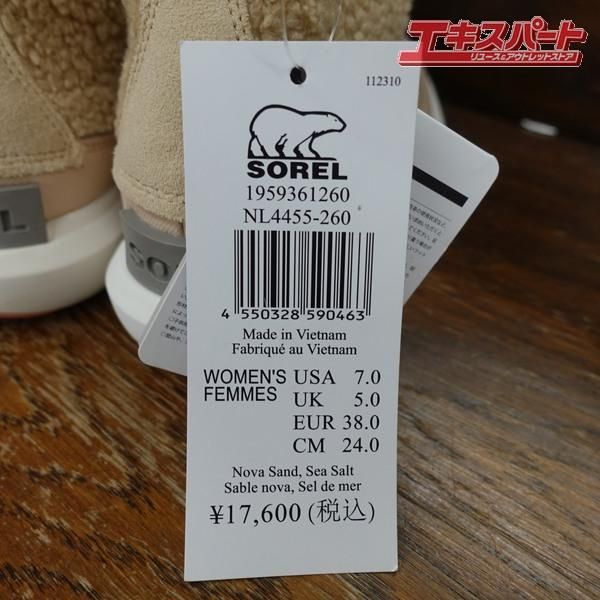 エキスパート
リユース&アウトレットストア
112310
SOREL
1959361260
NL4455-260
4 550328 590463
Made in Vietnam
Fabriqué au Vietnam
WOMEN'S
FEMMES
USA 7.0
UK 5.0
EUR 38.0
CM 24.0
Nova Sand, Sea Salt
Sable nova, Sel de mer
¥17,600 (税込)
L
SO